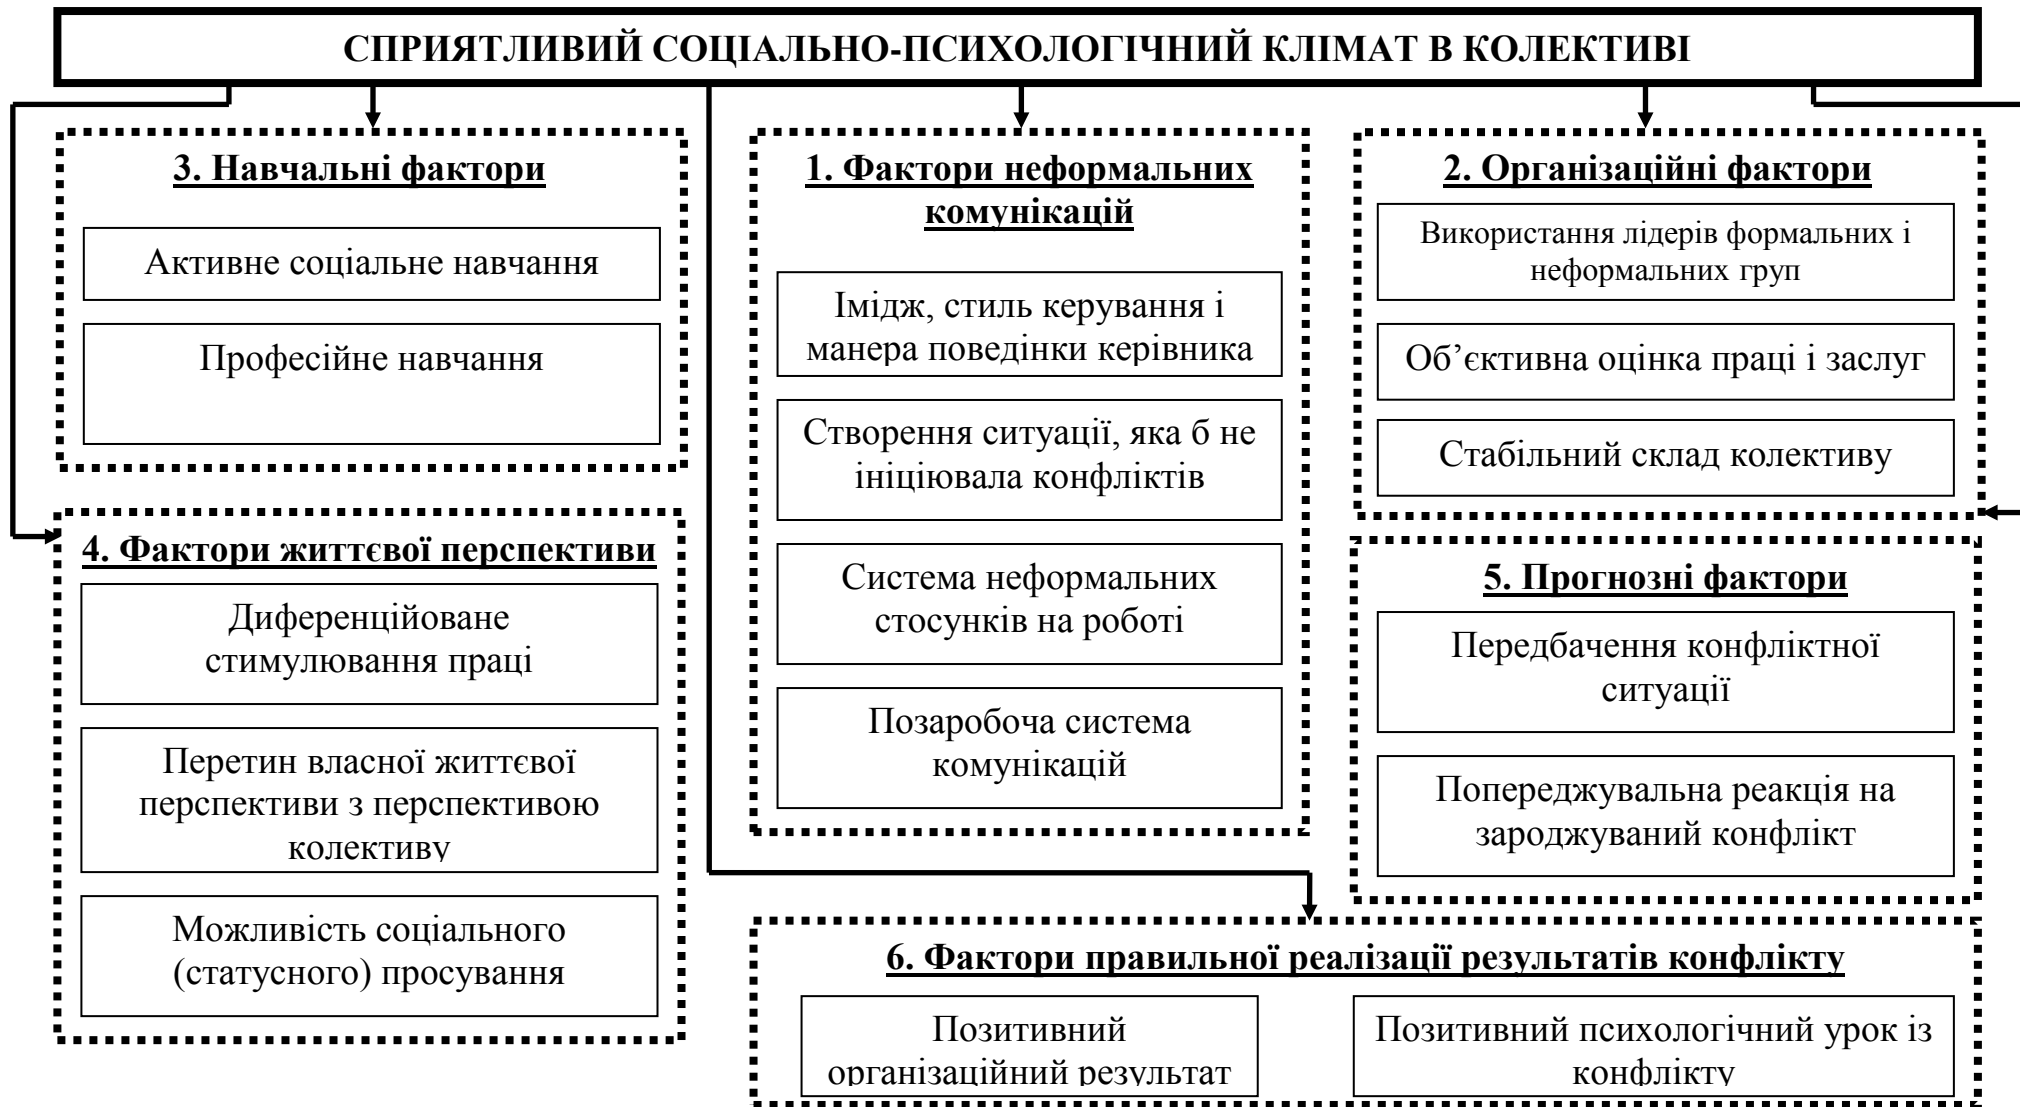 СПРИЯТЛИВИЙ СОЦІАЛЬНО-ПСИХОЛОГІЧНИЙ КЛІМАТ В КОЛЕКТИВІ
3. Навчальні фактори
Активне соціальне навчання
Професійне навчання
4. Фактори життєвої перспективи
Диференційоване
стимулювання праці
Перетин власної життєвої
перспективи з перспективою
колективу
Можливість соціального
(статусного) просування
1. Фактори неформальних
комунікацій
Імідж, стиль керування і
манера поведінки керівника
Створення ситуації, яка б не
ініціювала конфліктів
Система неформальних
стосунків на роботі
Позаробоча система
комунікацій
2. Організаційні фактори
Використання лідерів формальних і
неформальних груп
Об’єктивна оцінка праці і заслуг
Стабільний склад колективу
5. Прогнозні фактори
Передбачення конфліктної
ситуації
Попереджувальна реакція на
зароджуваний конфлікт
6. Фактори правильної реалізації результатів конфлікту
Позитивний
організаційний результат
Позитивний психологічний урок із
конфлікту